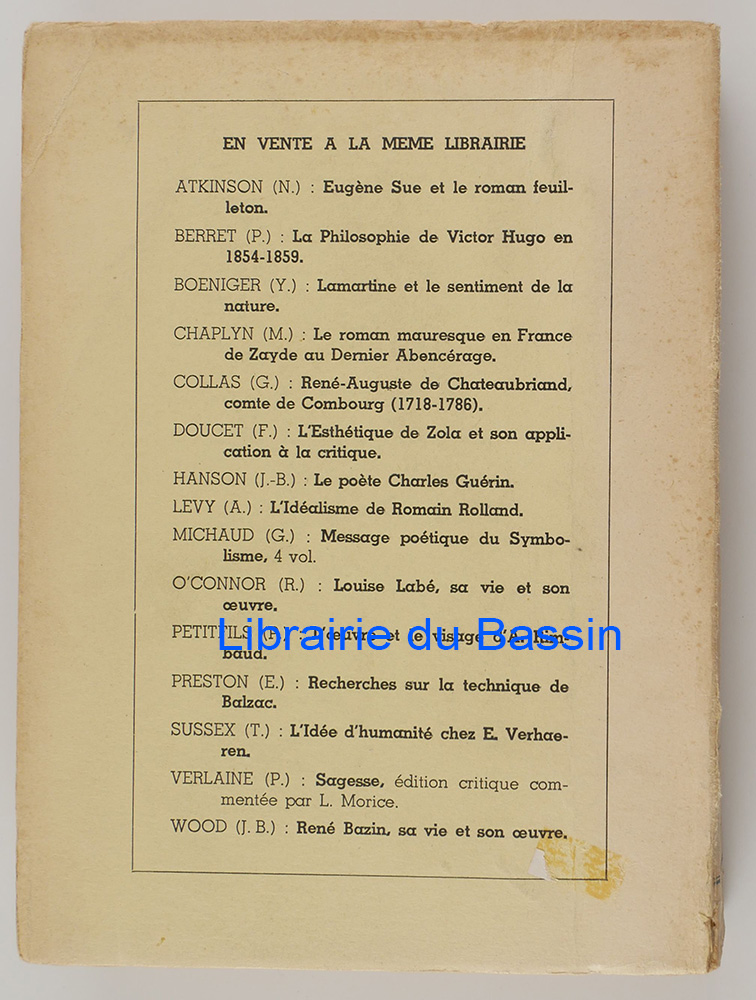 EN VENTE A LA MEME LIBRAIRIE
ATKINSON (N.) : Eugène Sue et le roman feuil-
leton.
BERRET (P.) : La Philosophie de Victor Hugo en
1854-1859.
BOENIGER (Y.) : Lamartine et le sentiment de la
nature.
CHAPLYN (M.) : Le roman mauresque en France
de Zayde au Dernier Abencérage.
COLLAS (G.) : René-Auguste de Chateaubriand,
comte de Combourg (1718-1786).
DOUCET (F.) : L'Esthétique de Zola et son appli-
cation à la critique.
HANSON (J.-B.) : Le poète Charles Guérin.
LEVY (A.) : L'Idéalisme de Romain Rolland.
MICHAUD (G.) : Message poétique du Symbo-
lisme, 4 vol.
O'CONNOR (R.) : Louise Labé, sa vie et son
œuvre.
PETITFILS (P.) : L'œuvre et le visage d'A. Rim-
baud.
Librairie du Bassin
PRESTON (E.) : Recherches sur la technique de
Balzac.
SUSSEX (T.) : L'Idée d'humanité chez E. Verhae-
ren.
VERLAINE (P.) : Sagesse, édition critique com-
mentée par L. Morice.
WOOD (J. B.) : René Bazin, sa vie et son œuvre.